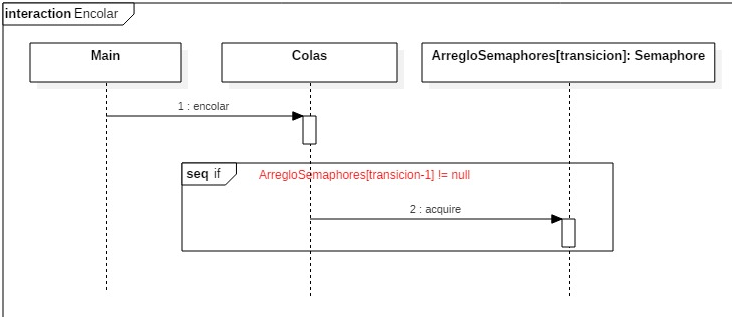 interaction Encolar
Main
Colas
ArregloSemaphores[transicion]: Semaphore
1 : encolar
seq if
ArregloSemaphores[transicion-1] != null
2 : acquire